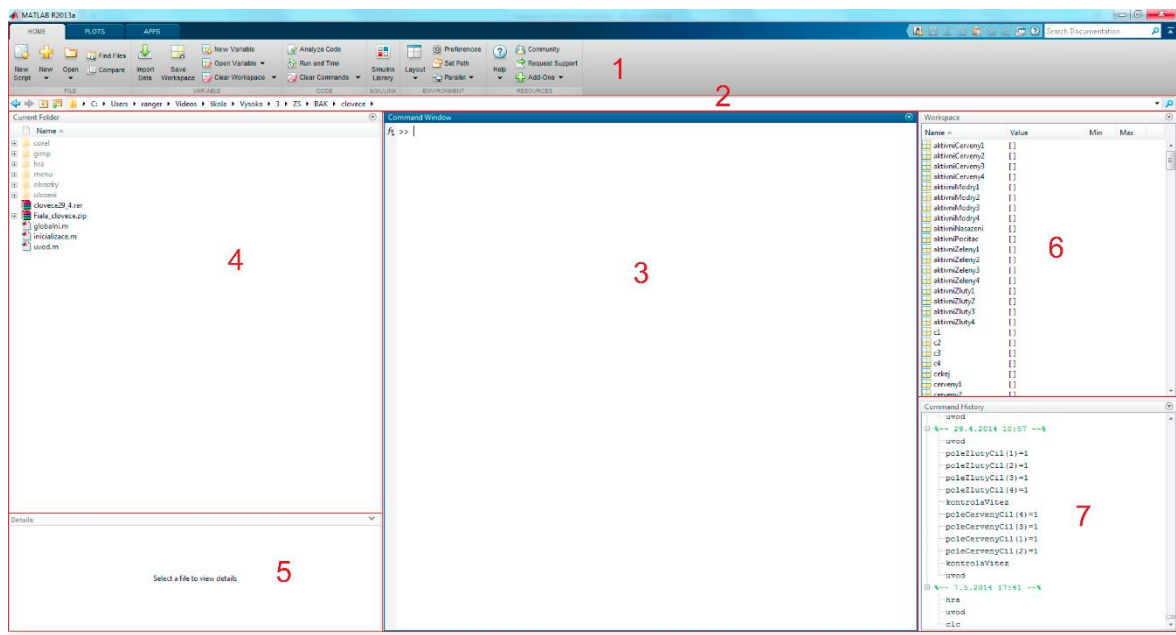 MATLAB R2013a
HOME PLOTS APPS
Search Documentation
New Script
New
Open
Find Files
Compare
FILE
Import Data
Save Workspace
New Variable
Open Variable
Clear Workspace
VARIABLE
Analyze Code
Run and Time
Clear Commands
CODE
Simulink Library
SIMULINK
Layout
Preferences
Set Path
Parallel
ENVIRONMENT
Help
Community
Request Support
Add-Ons
RESOURCES
1
2
C: Users ranger Videos škola Vysoka 3 ZS BAK clovece
Current Folder
Name
corel
gimp
hra
menu
obrazky
ulozeni
clovece29_4.rar
Fiala_clovece.zip
globalni.m
inicializace.m
uvod.m
4
Details
Select a file to view details
5
Command Window
fx >>
3
Workspace
Name Value Min Max
aktivniCerveny1 []
aktivniCerveny2 []
aktivniCerveny3 []
aktivniCerveny4 []
aktivniModry1 []
aktivniModry2 []
aktivniModry3 []
aktivniModry4 []
aktivniNasazeni []
aktivniPocitac []
aktivniZeleny1 []
aktivniZeleny2 []
aktivniZeleny3 []
aktivniZeleny4 []
aktivniZluty1 []
aktivniZluty2 []
aktivniZluty3 []
aktivniZluty4 []
c1 []
c2 []
c3 []
c4 []
cekej []
cerveny1 []
cerveny2 []
6
Command History
uvod
%-- 29.4.2014 10:57 --%
uvod
poleZlutyCil(1)=1
poleZlutyCil(2)=1
poleZlutyCil(3)=1
poleZlutyCil(4)=1
kontrolaVitez
poleCervenyCil(4)=1
poleCervenyCil(3)=1
poleCervenyCil(1)=1
poleCervenyCil(2)=1
kontrolaVitez
uvod
%-- 7.5.2014 17:41 --%
hra
uvod
clc
7